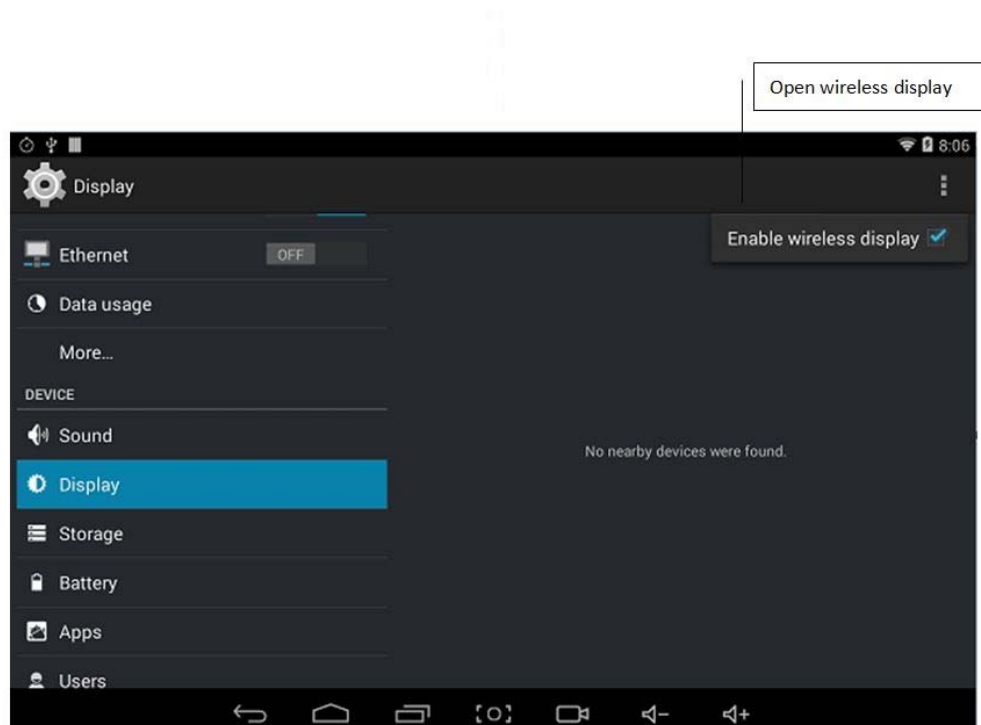 Open wireless display
8:06
Display
Enable wireless display
Ethernet
OFF
Data usage
More...
DEVICE
Sound
Display
No nearby devices were found.
Storage
Battery
Apps
Users